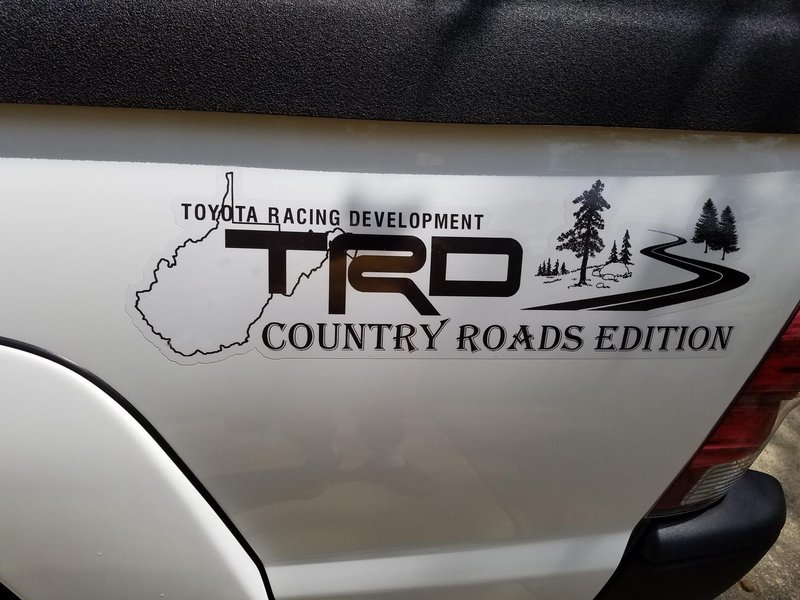 TOYOTA RACING DEVELOPMENT
TRD
COUNTRY ROADS EDITION